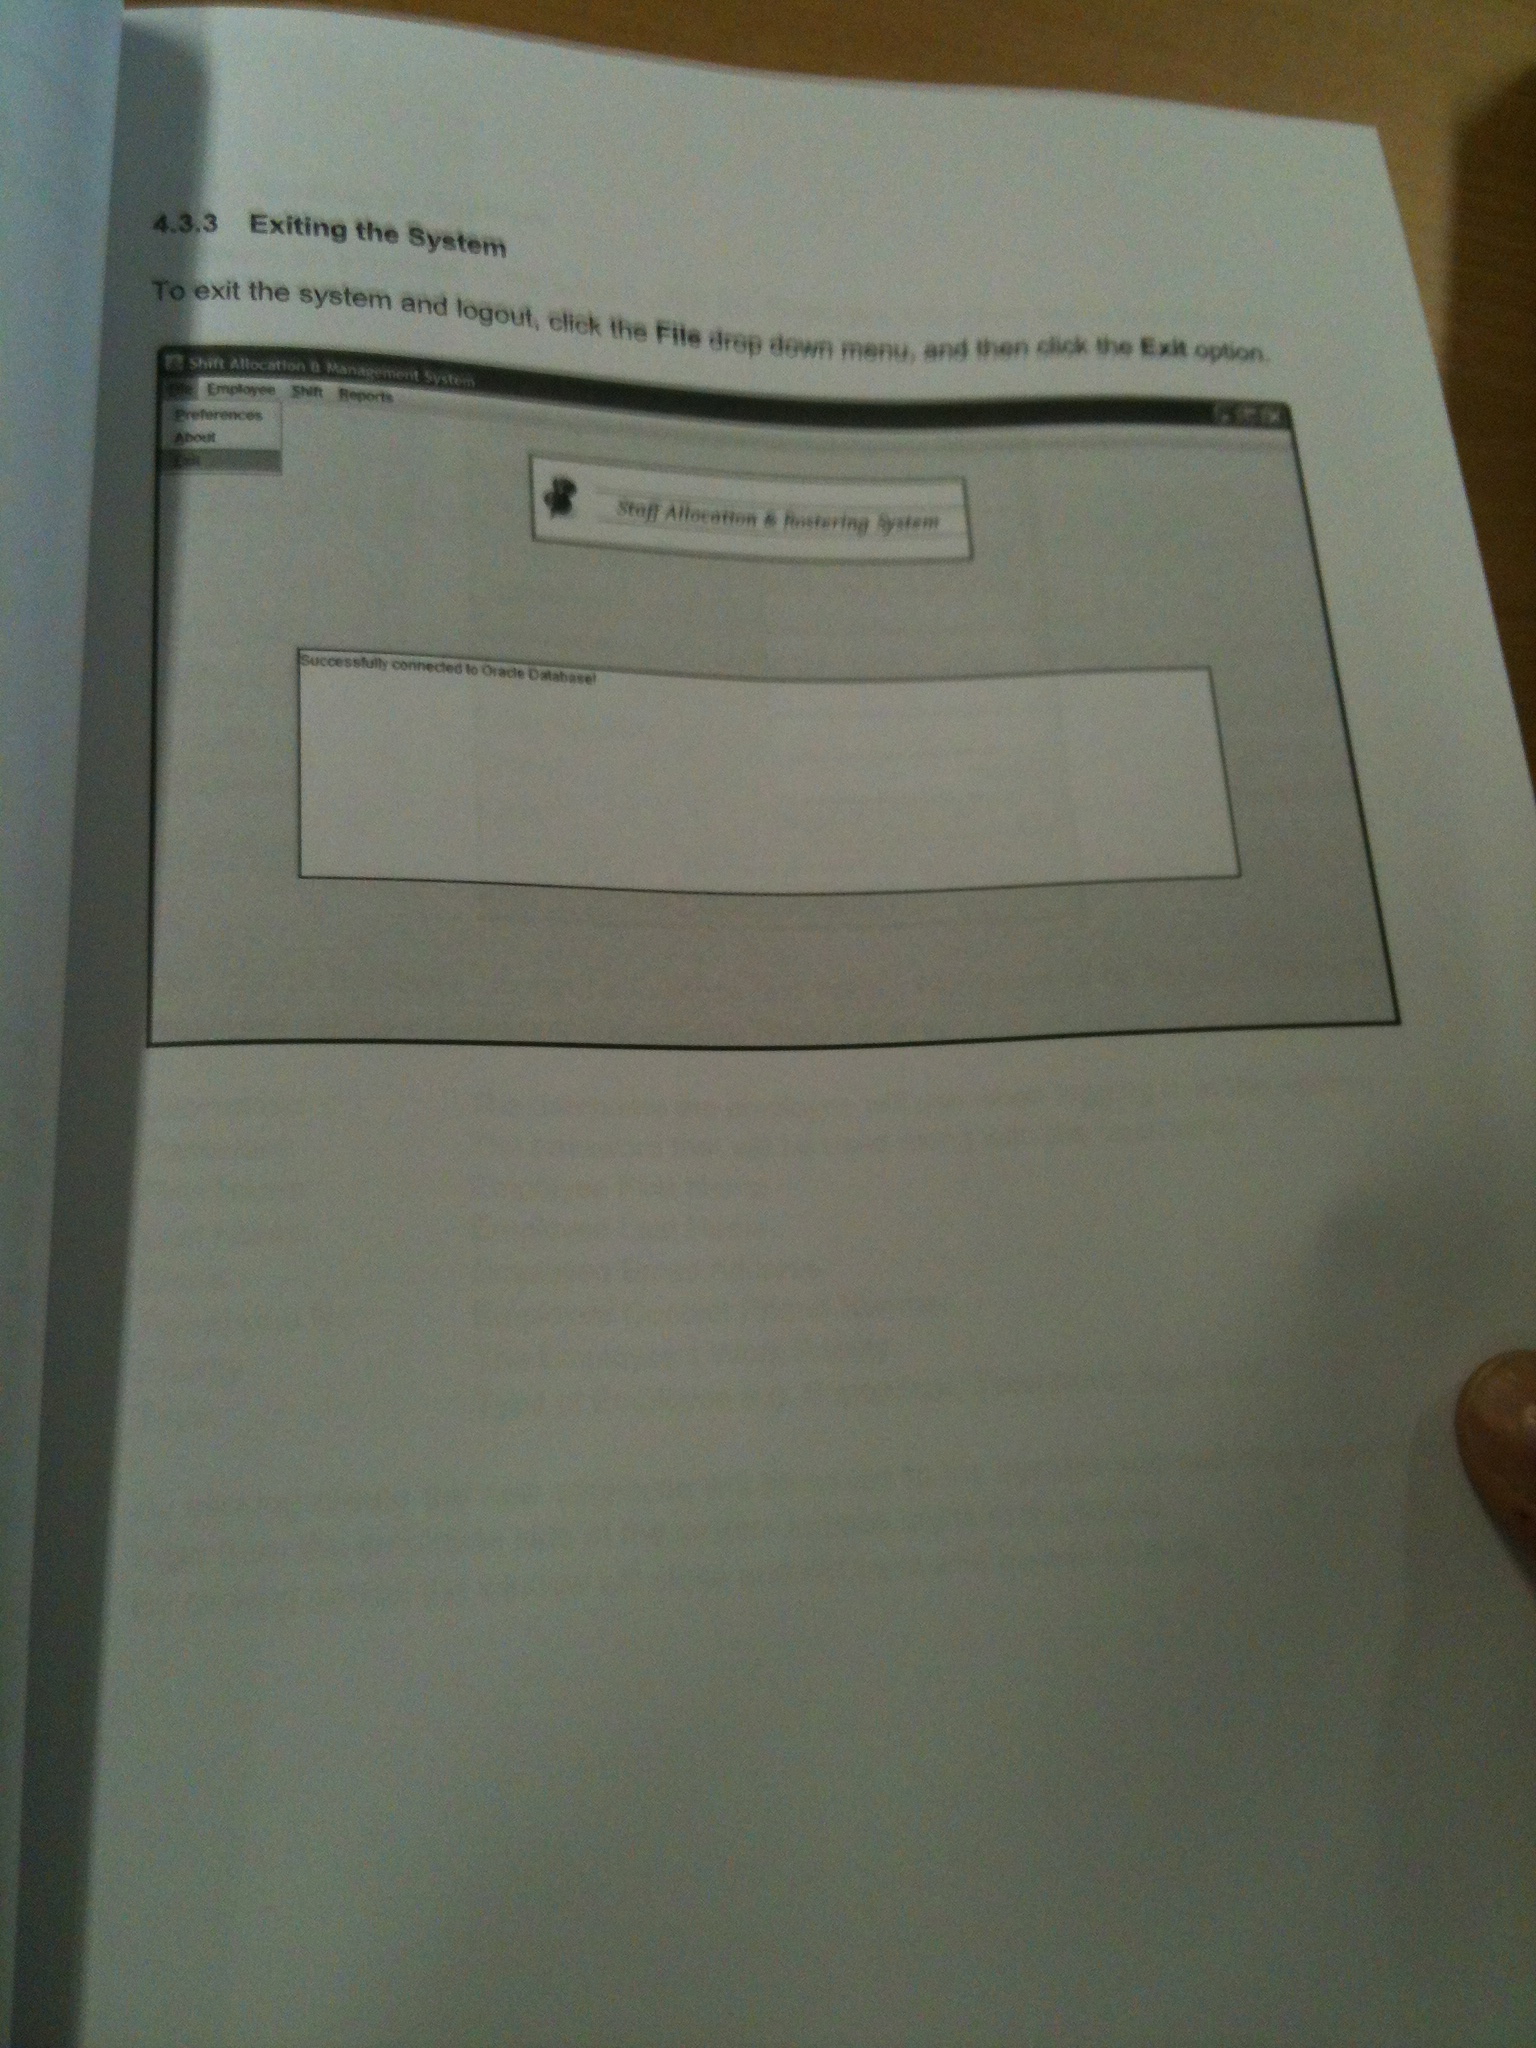 4.3.3 Exiting the System
To exit the system and logout, click the File drop down menu, and then click the Exit option.
Shift Allocation & Management System
File Employee Shift Reports
Preferences
About
Exit
Staff Allocation & Rostering System
Successfully connected to Oracle Database!